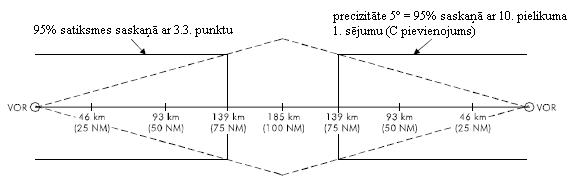 precizitāte 5º = 95% saskaņā ar 10. pielikuma
1. sējumu (C pievienojums)
95% satiksmes saskaņā ar 3.3. punktu
VOR
46 km
(25 NM)
93 km
(50 NM)
139 km
(75 NM)
185 km
(100 NM)
139 km
(75 NM)
93 km
(50 NM)
46 km
(25 NM)
VOR